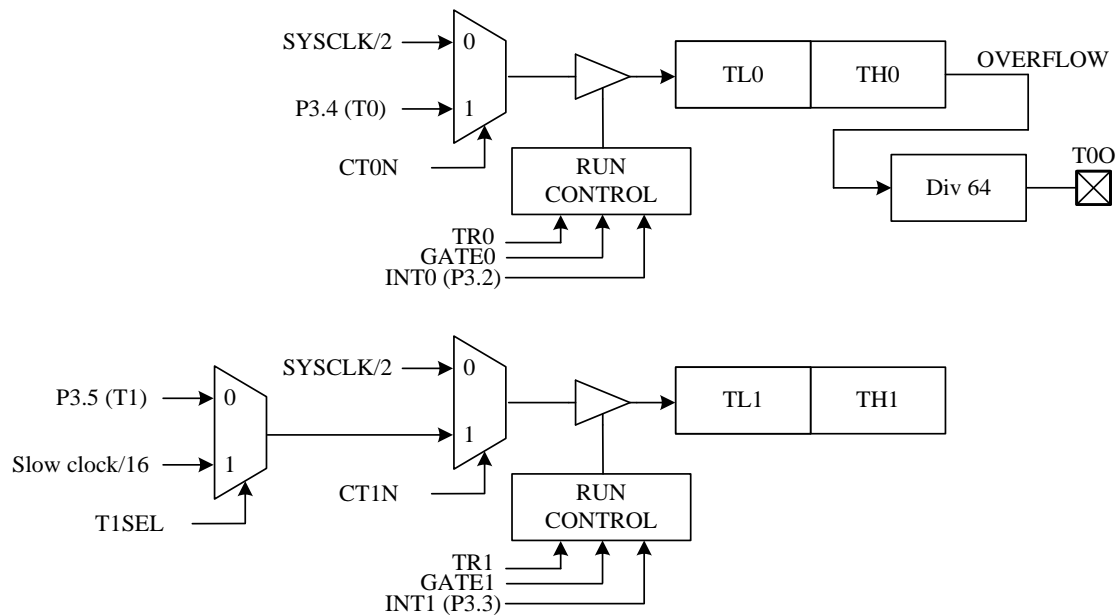 SYSCLK/2
0
TL0
TH0
OVERFLOW
P3.4 (T0)
1
CT0N
RUN
CONTROL
Div 64
T0O
TR0
GATE0
INT0 (P3.2)
SYSCLK/2
0
P3.5 (T1)
0
TL1
TH1
1
Slow clock/16
1
CT1N
RUN
CONTROL
T1SEL
TR1
GATE1
INT1 (P3.3)